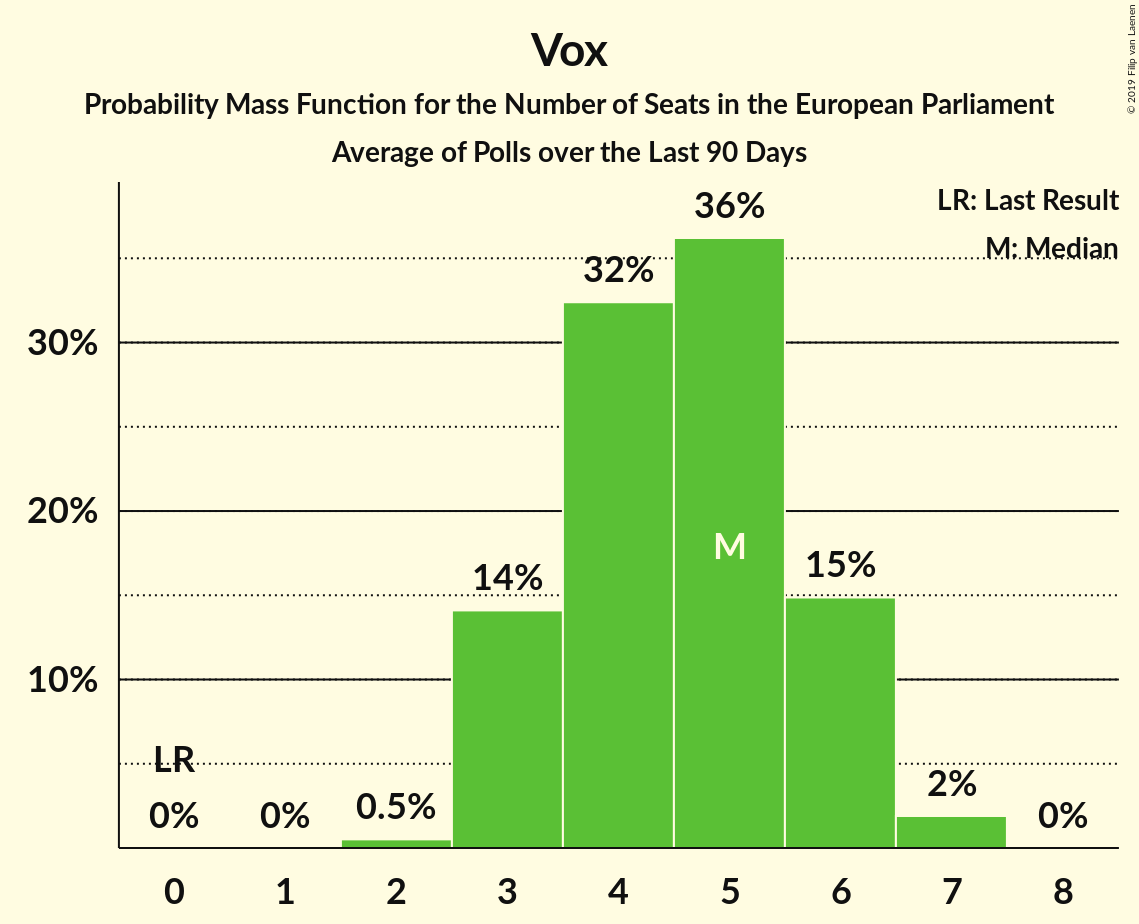 Vox
Probability Mass Function for the Number of Seats in the European Parliament
Average of Polls over the Last 90 Days
© 2019 Filip van Laenen
LR: Last Result
M: Median
36%
32%
30%
20%
M
15%
14%
10%
LR
2%
0.5%
0% 0% 0%
0 1 2 3 4 5 6 7 8